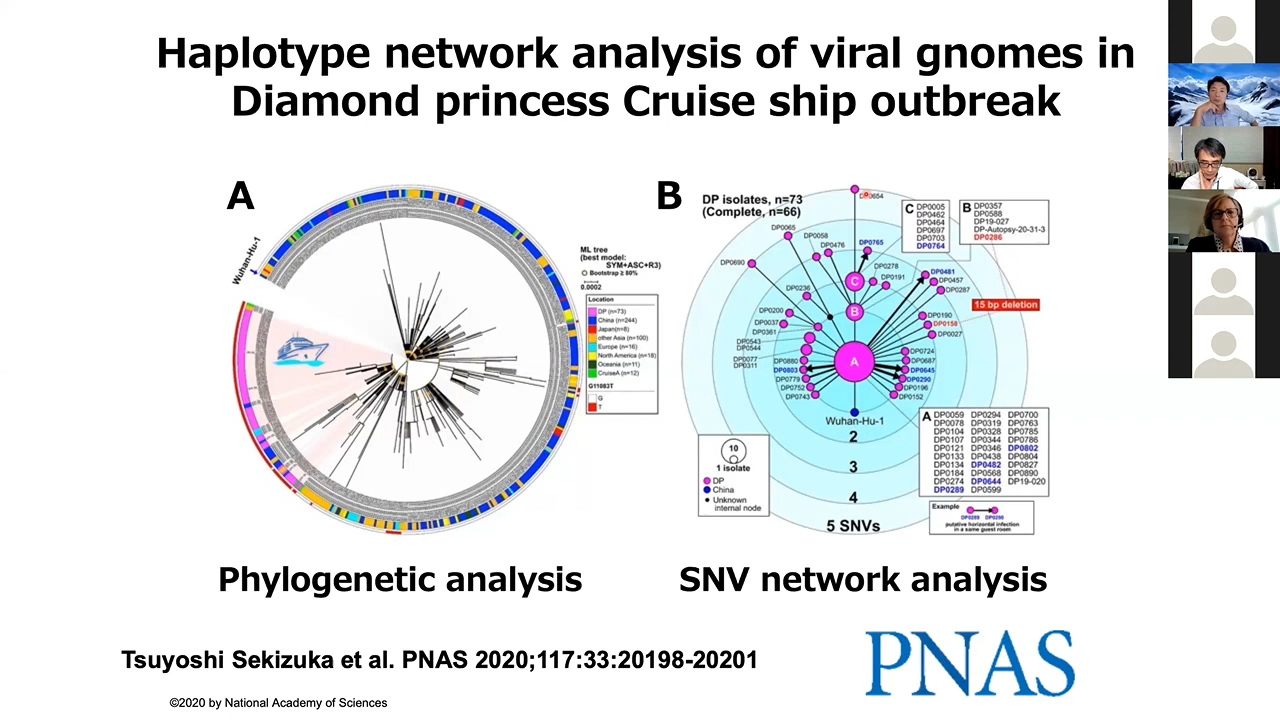 Haplotype network analysis of viral gnomes in
Diamond princess Cruise ship outbreak
A
Wuhan-Hu-1
ML tree
(best model:
SYM+ASC+R3)
Bootstrap ≥ 80%
0.0002
Location
DP (n=73)
China (n=244)
Japan(n=8)
other Asia (n=100)
Europe (n=16)
North America (n=18)
Oceania (n=11)
CruiseA (n=12)
G11083T
G
T
Phylogenetic analysis
B
DP isolates, n=73
(Complete, n=66)
DP0654
DP0065
DP0058
DP0476
DP0765
DP0690
DP0278
DP0191
DP0481
DP0457
DP0287
DP0236
DP0200
DP0037
DP0361
DP0190
DP0158
DP0027
15 bp deletion
DP0543
DP0544
DP0077
DP0311
DP0880
DP0803
DP0779
DP0752
DP0743
DP0724
DP0687
DP0645
DP0290
DP0196
DP0152
C
B
A
Wuhan-Hu-1
2
3
4
5 SNVs
C
DP0005
DP0462
DP0464
DP0697
DP0703
DP0764
B
DP0357
DP0588
DP19-027
DP-Autopsy-20-31-3
DP0286
A DP0059 DP0294 DP0700
DP0078 DP0319 DP0763
DP0104 DP0328 DP0785
DP0107 DP0344 DP0786
DP0121 DP0346 DP0802
DP0133 DP0438 DP0804
DP0134 DP0482 DP0827
DP0184 DP0568 DP0890
DP0274 DP0644 DP19-020
DP0289 DP0599
10
1 isolate
DP
China
Unknown
internal node
Example
DP0289 DP0290
putative horizontal infection
in a same guest room
SNV network analysis
Tsuyoshi Sekizuka et al. PNAS 2020;117:33:20198-20201
PNAS
©2020 by National Academy of Sciences